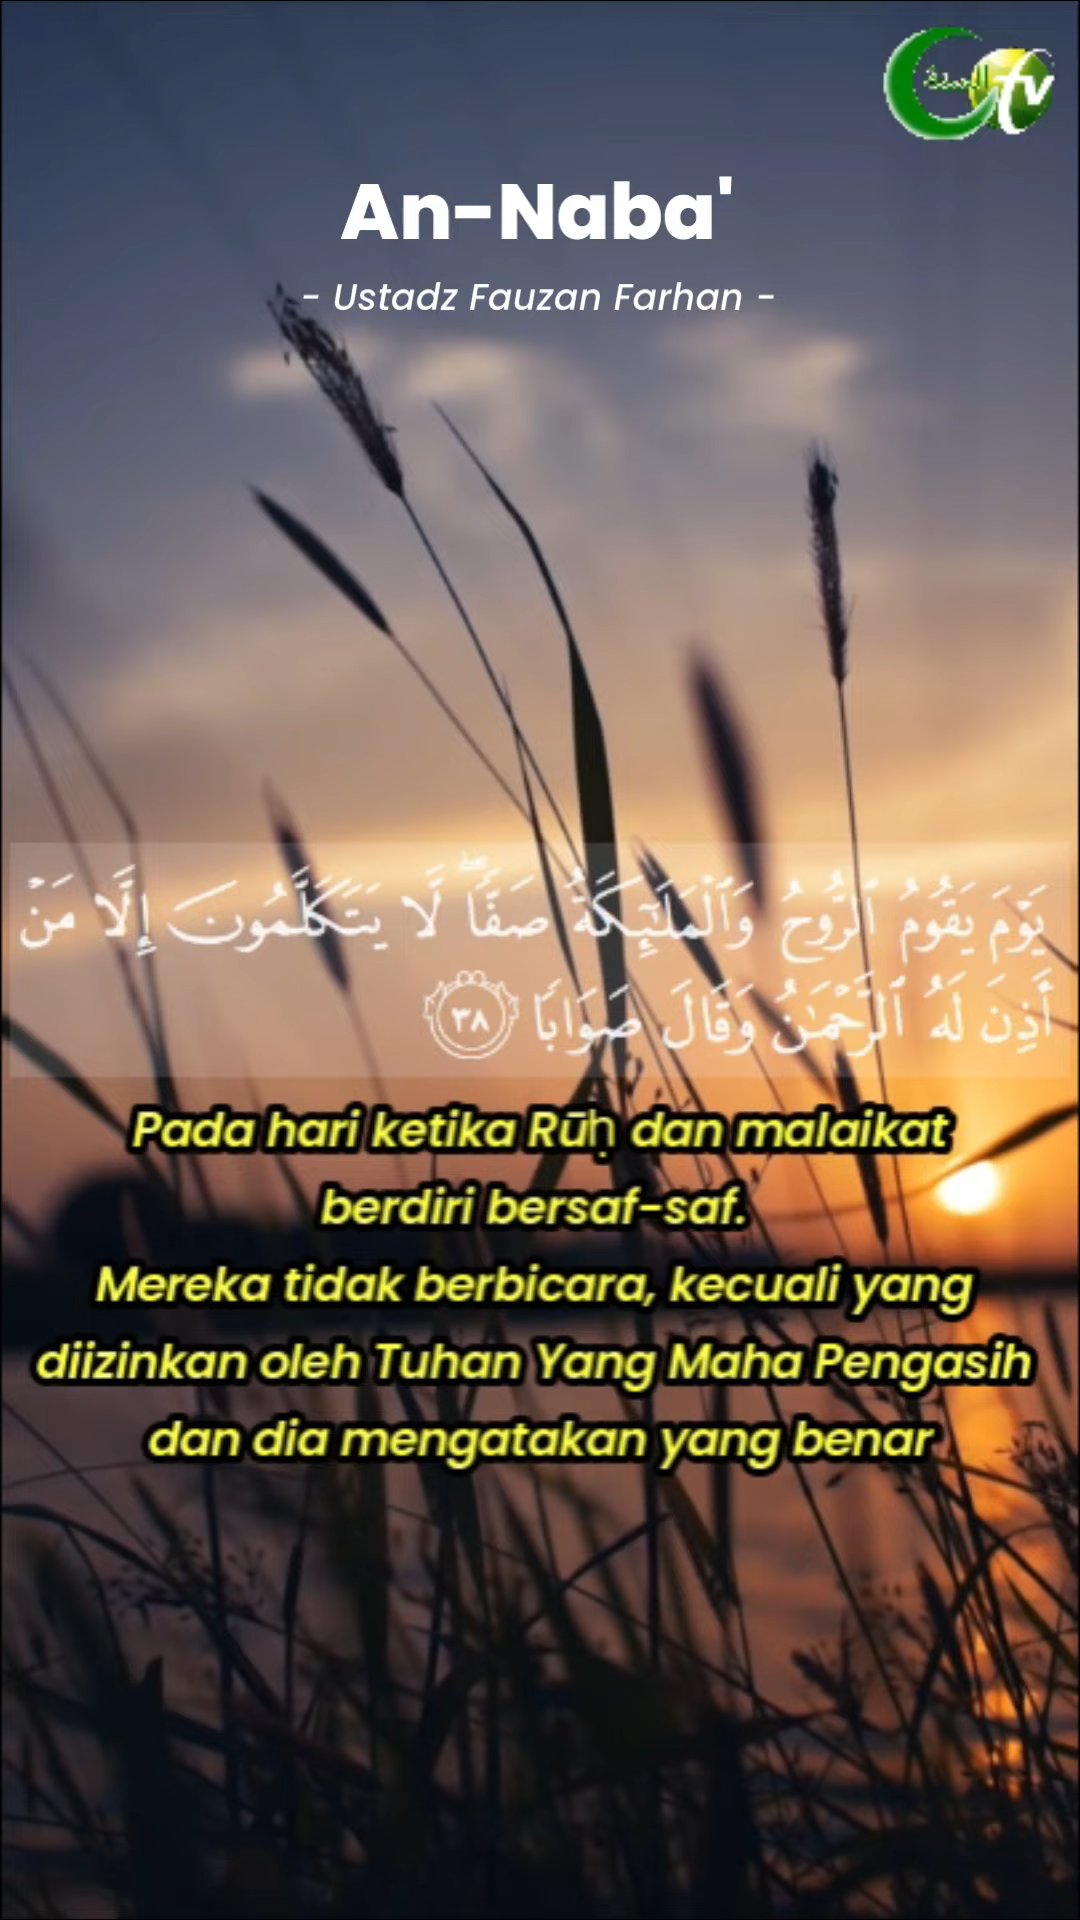 السنة tv
An-Naba'
- Ustadz Fauzan Farhan -
يَوْمَ يَقُومُ ٱلرُّوحُ وَٱلْمَلَٰٓئِكَةُ صَفًّاۖ لَّا يَتَكَلَّمُونَ إِلَّا مَنْ
أَذِنَ لَهُ ٱلرَّحْمَٰنُ وَقَالَ صَوَابًا ٣٨
Pada hari ketika Rūḥ dan malaikat
berdiri bersaf-saf.
Mereka tidak berbicara, kecuali yang
diizinkan oleh Tuhan Yang Maha Pengasih
dan dia mengatakan yang benar